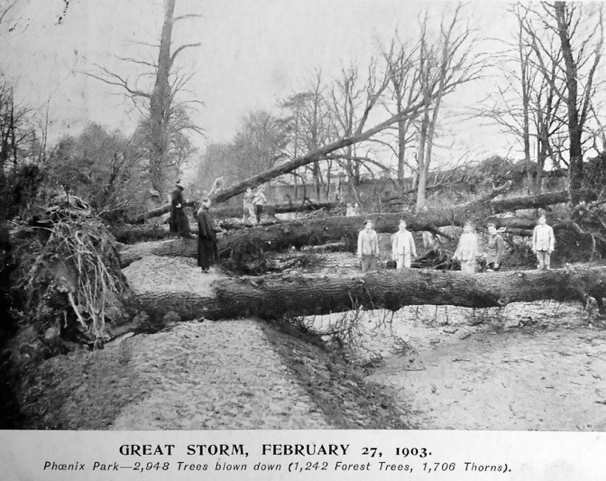 GREAT STORM, FEBRUARY 27, 1903.
Phœnix Park—2,948 Trees blown down (1,242 Forest Trees, 1,706 Thorns).